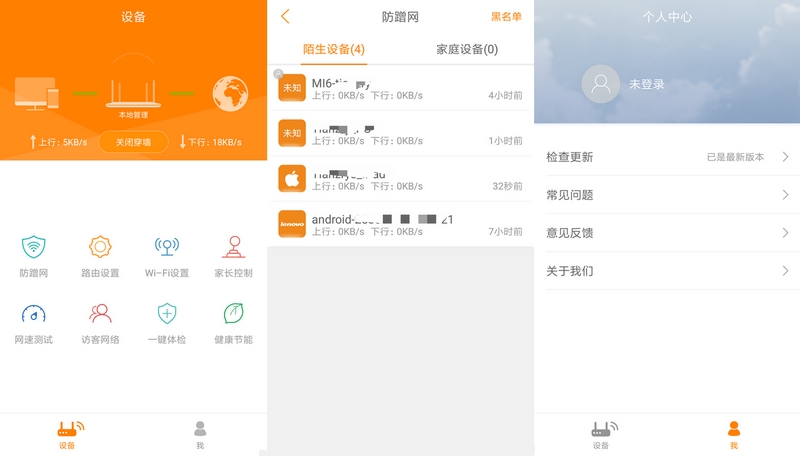 设备
本地管理
上行: 5KB/s
关闭穿墙
下行: 18KB/s
防蹭网
路由设置
Wi-Fi设置
家长控制
网速测试
访客网络
一键体检
健康节能
设备
我
防蹭网
黑名单
陌生设备(4)
家庭设备(0)
未知
MI6-
上行: 0KB/s 下行: 0KB/s
4小时前
未知
上行: 0KB/s 下行: 0KB/s
1小时前
上行: 0KB/s 下行: 0KB/s
32秒前
lenovo
android- 21
上行: 0KB/s 下行: 0KB/s
7小时前
个人中心
未登录
检查更新
已是最新版本
常见问题
意见反馈
关于我们
设备
我